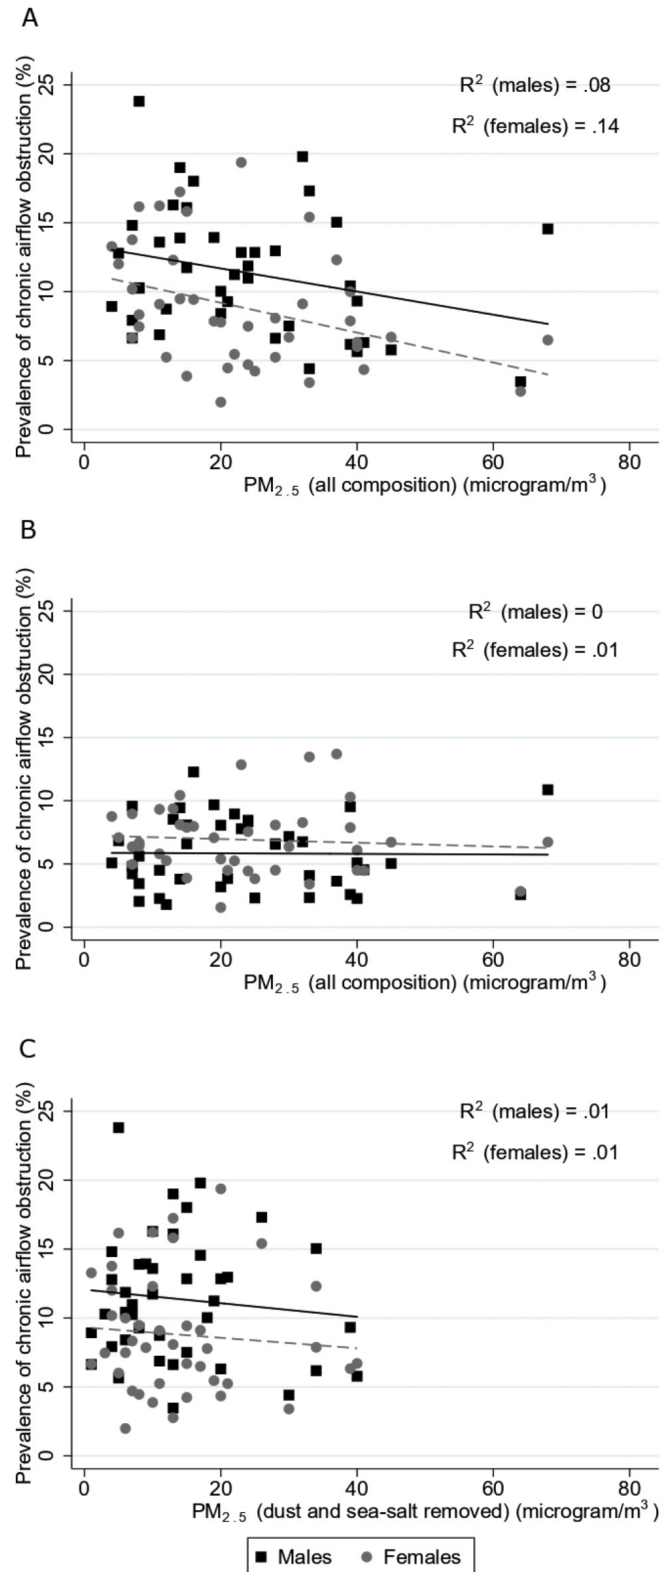 A
Prevalence of chronic airflow obstruction (%)
25
20
15
10
5
0
R² (males) = .08
R² (females) = .14
0 20 40 60 80
PM₂.₅ (all composition) (microgram/m³)
B
Prevalence of chronic airflow obstruction (%)
25
20
15
10
5
0
R² (males) = 0
R² (females) = .01
0 20 40 60 80
PM₂.₅ (all composition) (microgram/m³)
C
Prevalence of chronic airflow obstruction (%)
25
20
15
10
5
0
R² (males) = .01
R² (females) = .01
0 20 40 60 80
PM₂.₅ (dust and sea-salt removed) (microgram/m³)
Males Females